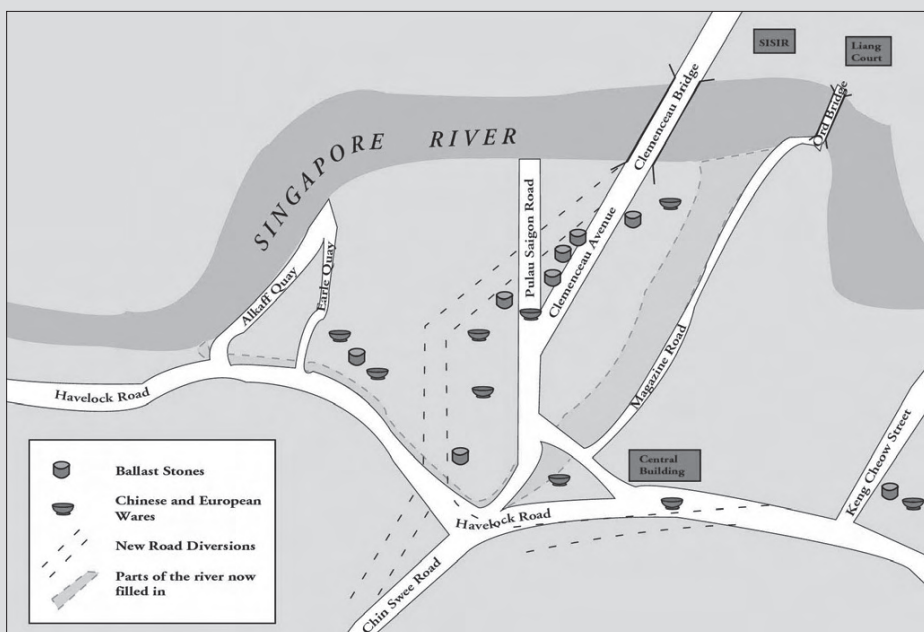 SISIR
Liang
Court
Ord Bridge
Clemenceau Bridge
SINGAPORE RIVER
Pulau Saigon Road
Clemenceau Avenue
Alkaff Quay
Earle Quay
Magazine Road
Havelock Road
Central
Building
Keng Cheow Street
Havelock Road
Chin Swee Road
Ballast Stones
Chinese and European
Wares
New Road Diversions
Parts of the river now
filled in